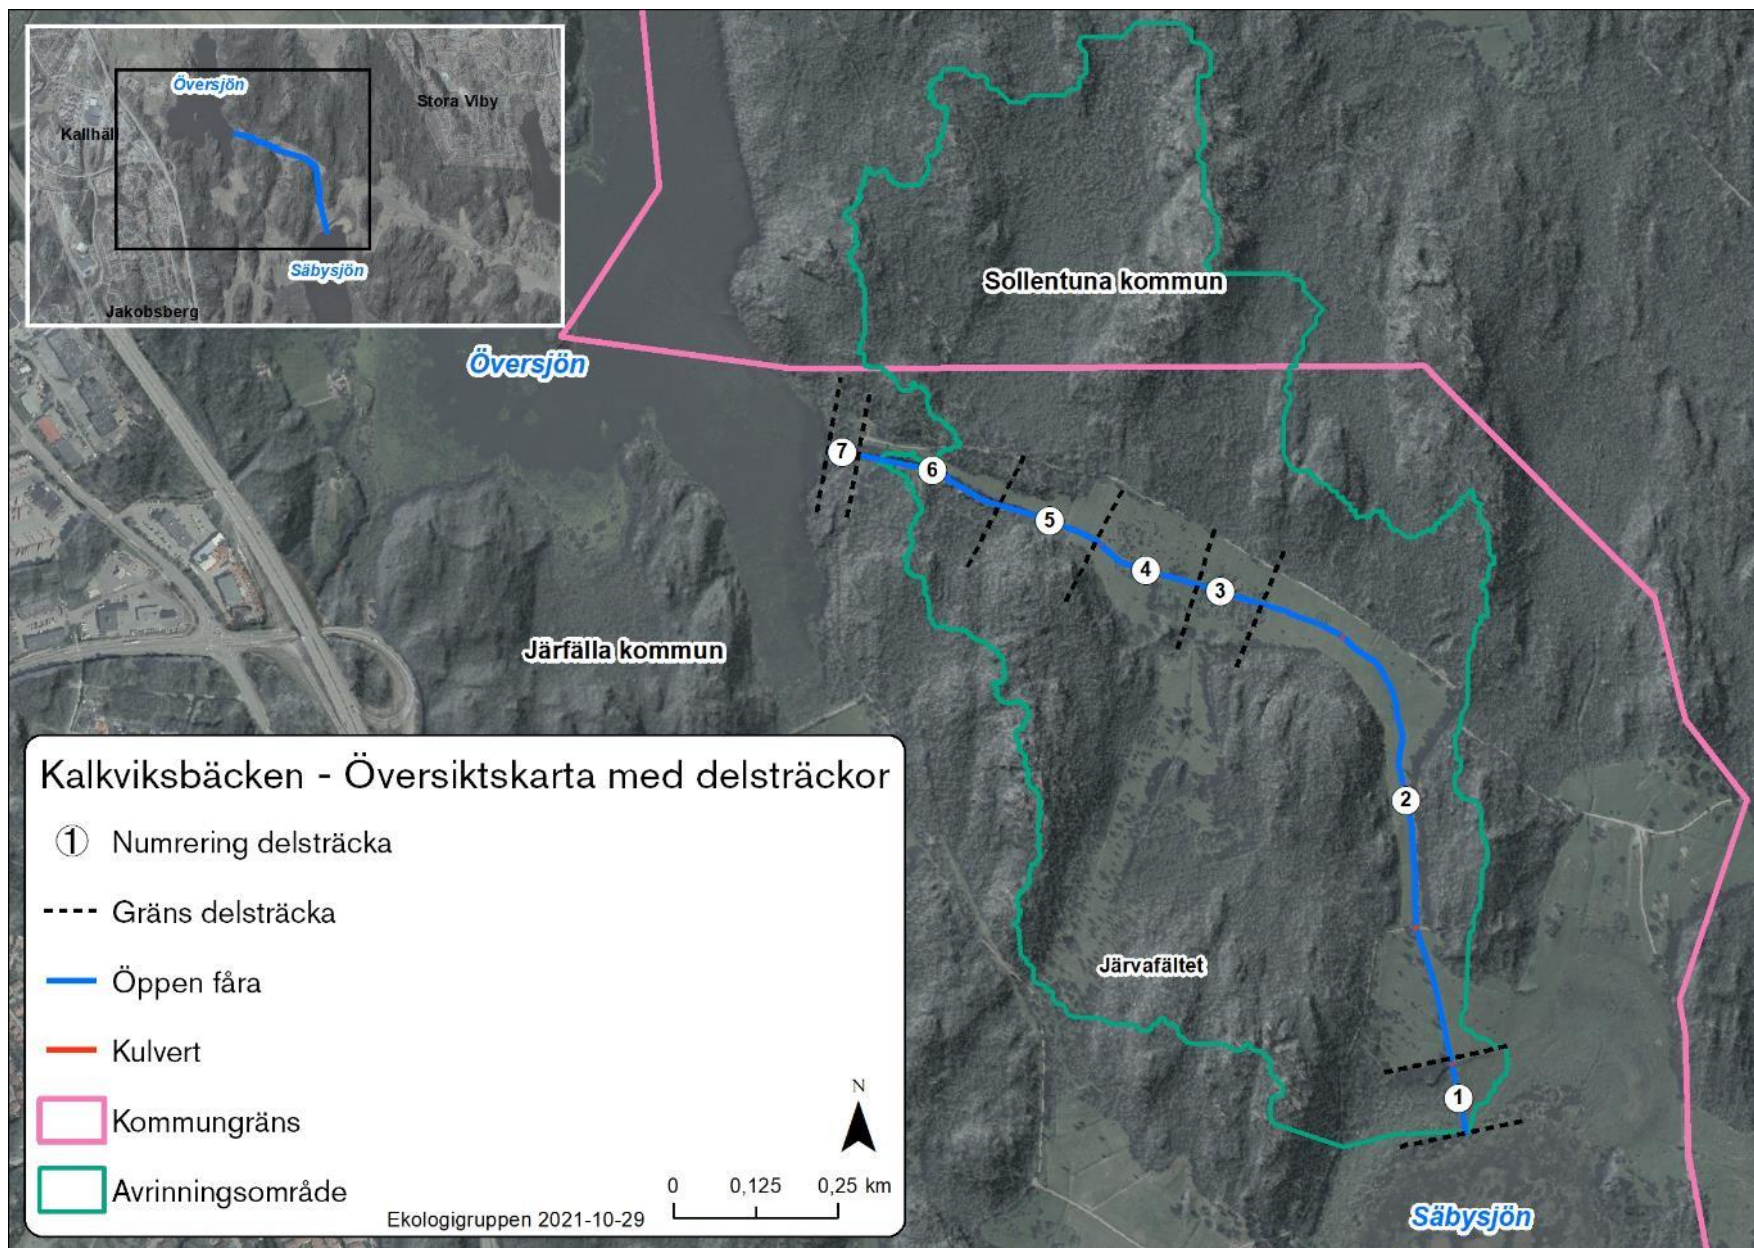 Översjön
Stora Viby
Kallhäll
Säbysjön
Jakobsberg
Sollentuna kommun
Översjön
7
6
5
4
3
Järfälla kommun
2
Järvafältet
1
Säbysjön
Kalkviksbäcken - Översiktskarta med delsträckor
1 Numrering delsträcka
Gräns delsträcka
Öppen fåra
Kulvert
Kommungräns
Avrinningsområde
N
0 0,125 0,25 km
Ekologigruppen 2021-10-29